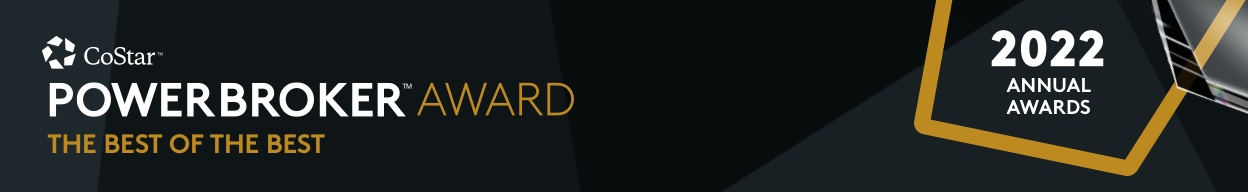 CoStar™
POWERBROKER™ AWARD
THE BEST OF THE BEST
2022
ANNUAL
AWARDS